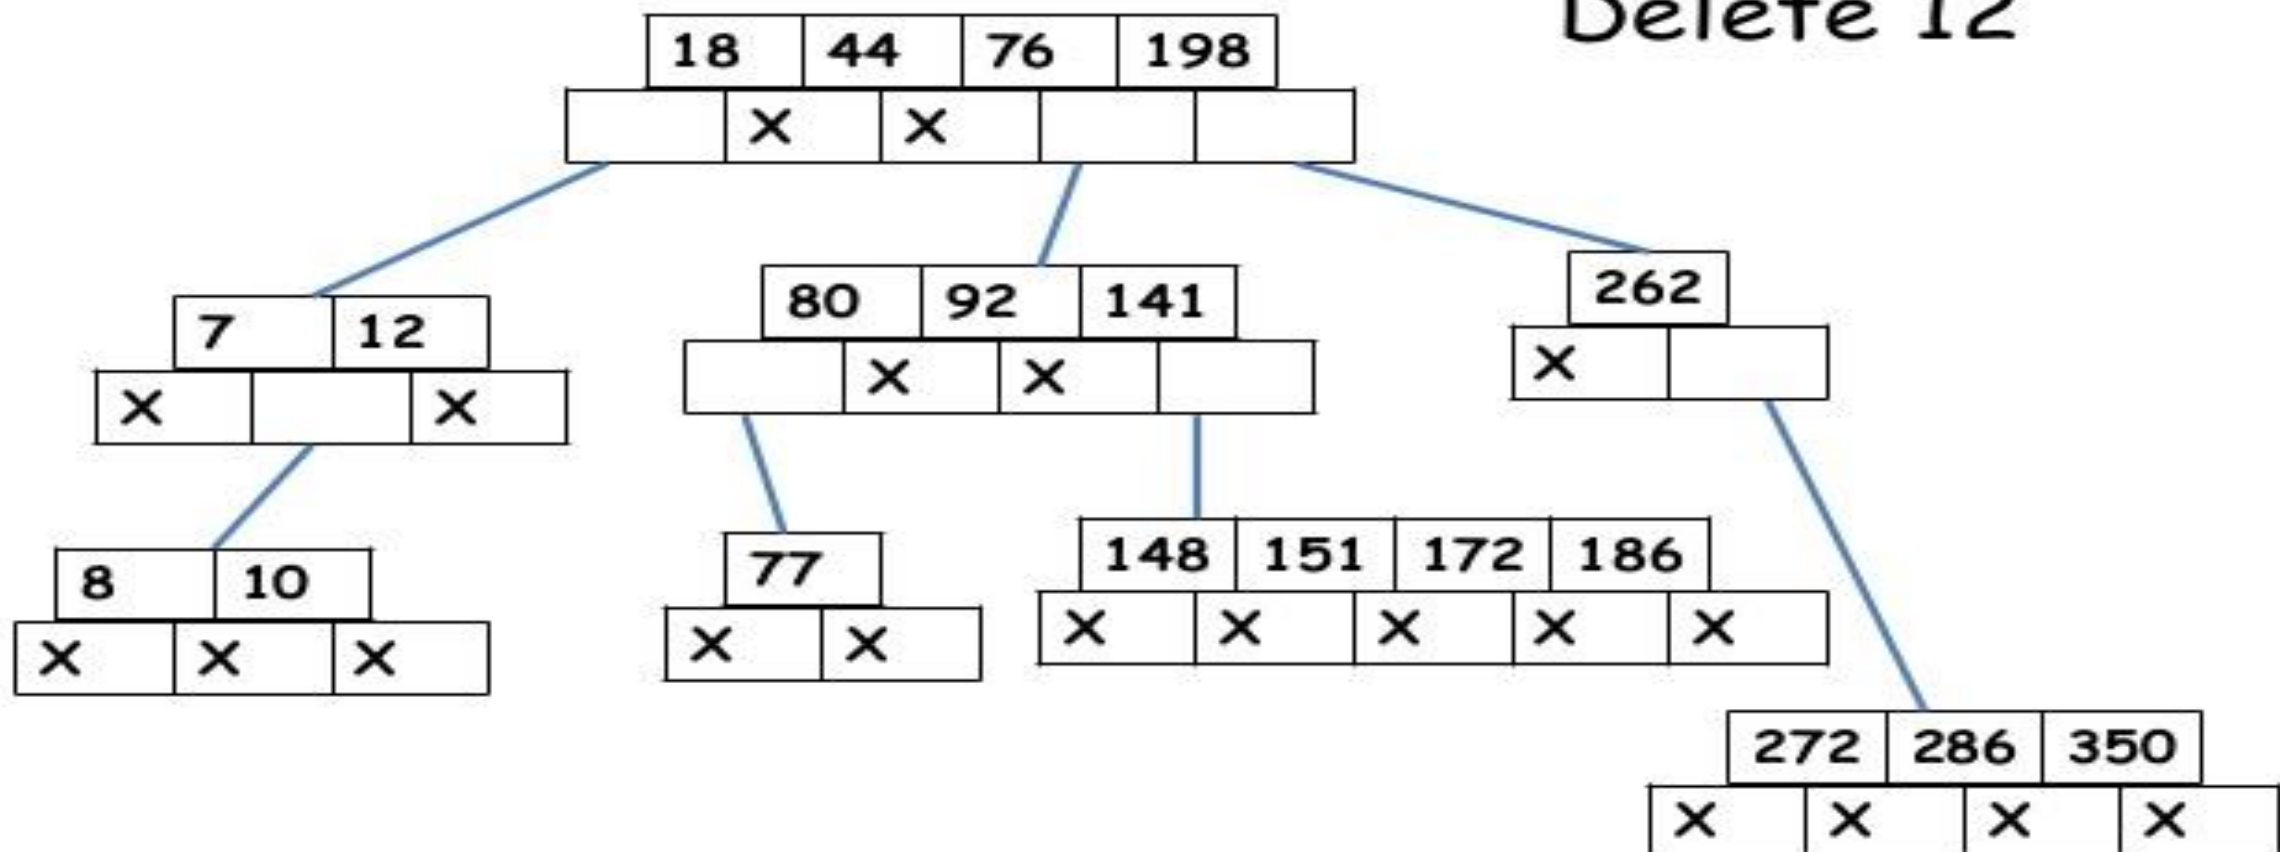 Delete 12
18 44 76 198
X X
7 12
X X
80 92 141
X X
262
X
8 10
X X X
77
X X
148 151 172 186
X X X X X
272 286 350
X X X X